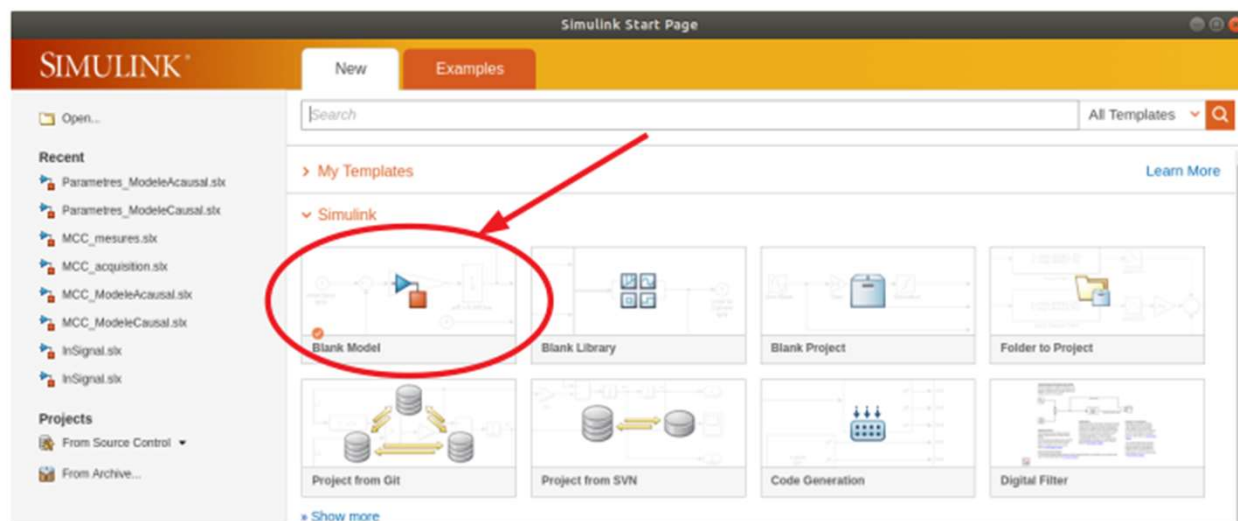 Simulink Start Page
SIMULINK®
New
Examples
Open...
Search
All Templates
Recent
My Templates
Learn More
Parametres_ModeleAcausal.slx
Parametres_ModeleCausal.slx
MCC_mesures.slx
MCC_acquisition.slx
MCC_ModeleAcausal.slx
MCC_ModeleCausal.slx
InSignal.slx
InSignal.slx
Projects
From Source Control
From Archive...
Simulink
Blank Model
Blank Library
Blank Project
Folder to Project
Project from Git
Project from SVN
Code Generation
Digital Filter
» Show more